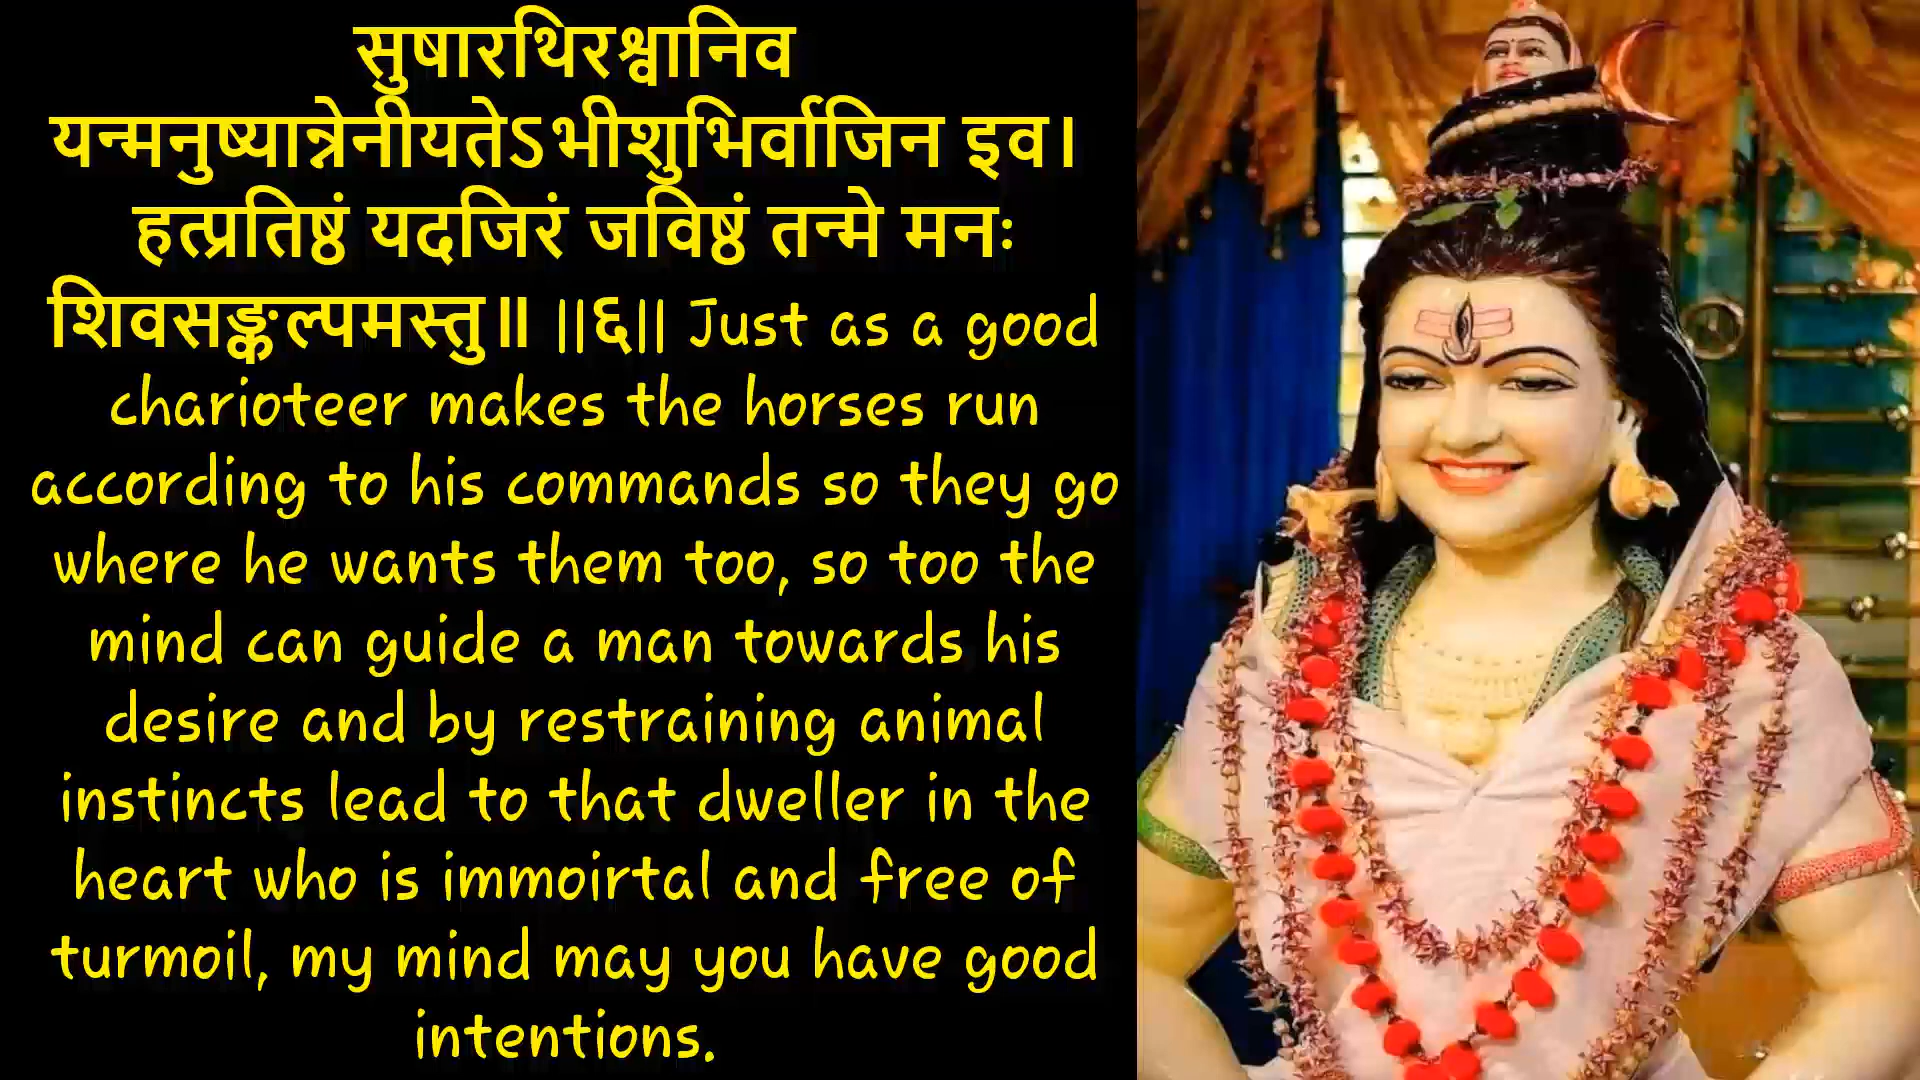 सुषारथिरश्वानिव
यन्मनुष्यान्नेनीयतेऽभीशुभिर्वाजिन इव।
हत्प्रतिष्ठं यदजिरं जविष्ठं तन्मे मनः
शिवसङ्कल्पमस्तु॥ ||६|| Just as a good
charioteer makes the horses run
according to his commands so they go
where he wants them too, so too the
mind can guide a man towards his
desire and by restraining animal
instincts lead to that dweller in the
heart who is immoirtal and free of
turmoil, my mind may you have good
intentions.